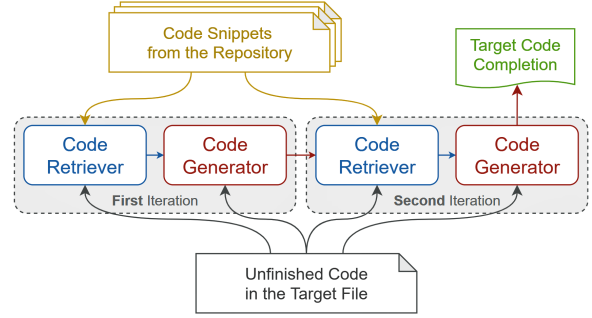 Code Snippets
from the Repository
Target Code
Completion
Code
Retriever
Code
Generator
Code
Retriever
Code
Generator
First Iteration
Second Iteration
Unfinished Code
in the Target File